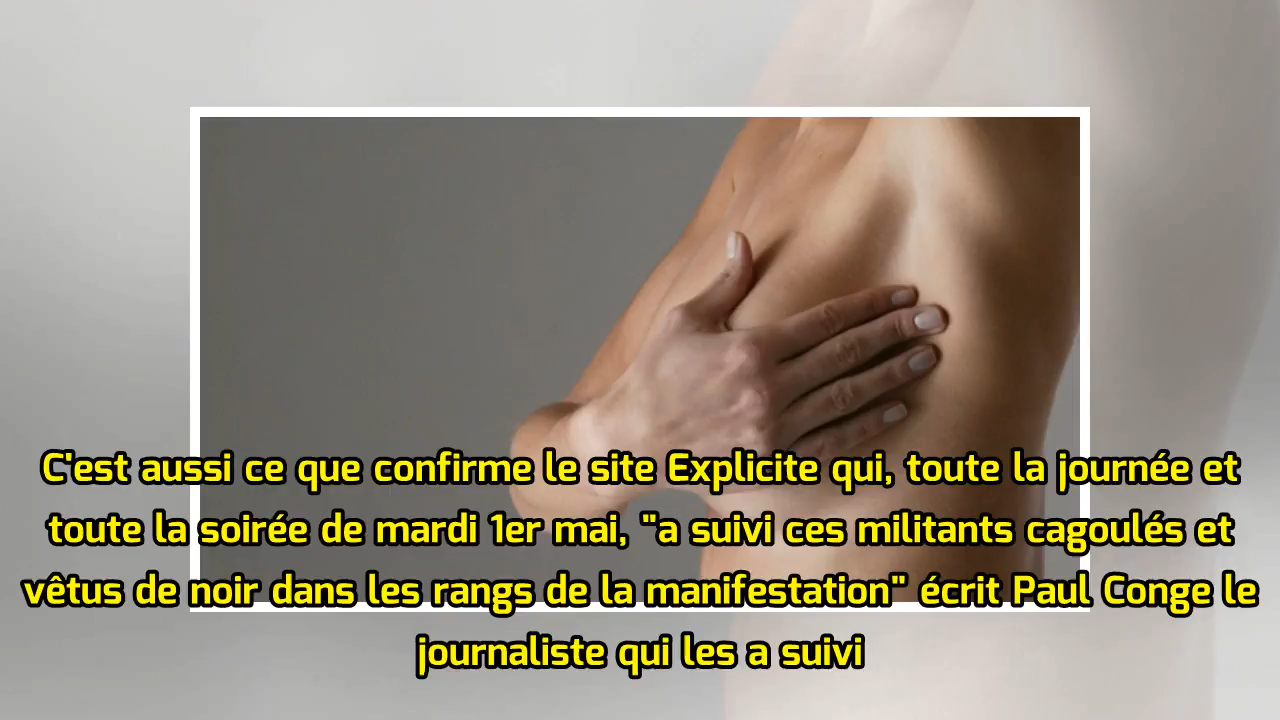 C'est aussi ce que confirme le site Explicite qui, toute la journée et
toute la soirée de mardi 1er mai, "a suivi ces militants cagoulés et
vêtus de noir dans les rangs de la manifestation" écrit Paul Conge le
journaliste qui les a suivi